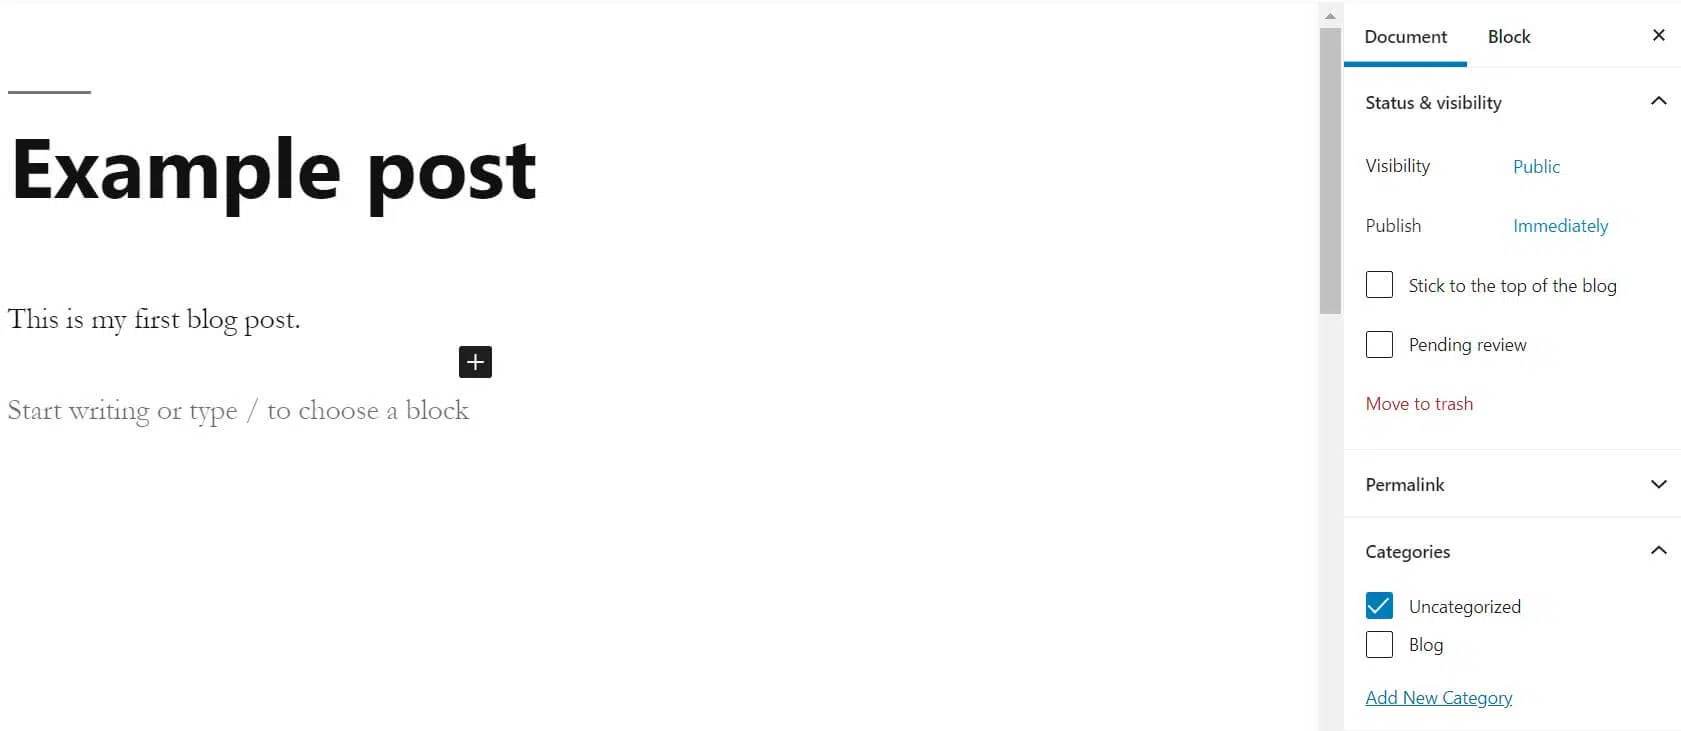 Example post
This is my first blog post.
Start writing or type / to choose a block
Document Block
Status & visibility
Visibility Public
Publish Immediately
Stick to the top of the blog
Pending review
Move to trash
Permalink
Categories
Uncategorized
Blog
Add New Category